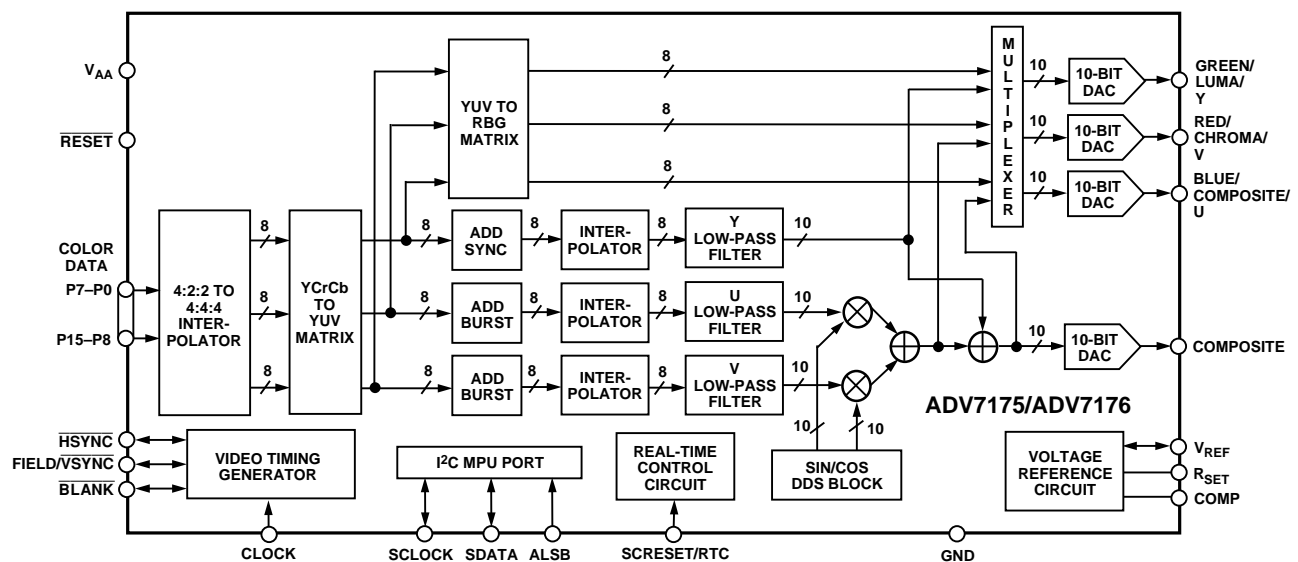 V_AA
RESET
COLOR
DATA
P7–P0
P15–P8
4:2:2 TO
4:4:4
INTER-
POLATOR
8
8
8
YCrCb
TO
YUV
MATRIX
YUV TO
RBG
MATRIX
8
8
8
8
ADD
SYNC
8
INTER-
POLATOR
8
Y
LOW-PASS
FILTER
10
8
ADD
BURST
8
INTER-
POLATOR
8
U
LOW-PASS
FILTER
10
8
ADD
BURST
8
INTER-
POLATOR
8
V
LOW-PASS
FILTER
10
10
10
SIN/COS
DDS BLOCK
MULTIPLEXER
10
10-BIT
DAC
GREEN/
LUMA/
Y
10
10-BIT
DAC
RED/
CHROMA/
V
10
10-BIT
DAC
BLUE/
COMPOSITE/
U
10
10-BIT
DAC
COMPOSITE
ADV7175/ADV7176
HSYNC
FIELD/VSYNC
BLANK
VIDEO TIMING
GENERATOR
I2C MPU PORT
REAL-TIME
CONTROL
CIRCUIT
VOLTAGE
REFERENCE
CIRCUIT
V_REF
R_SET
COMP
CLOCK
SCLOCK
SDATA
ALSB
SCRESET/RTC
GND